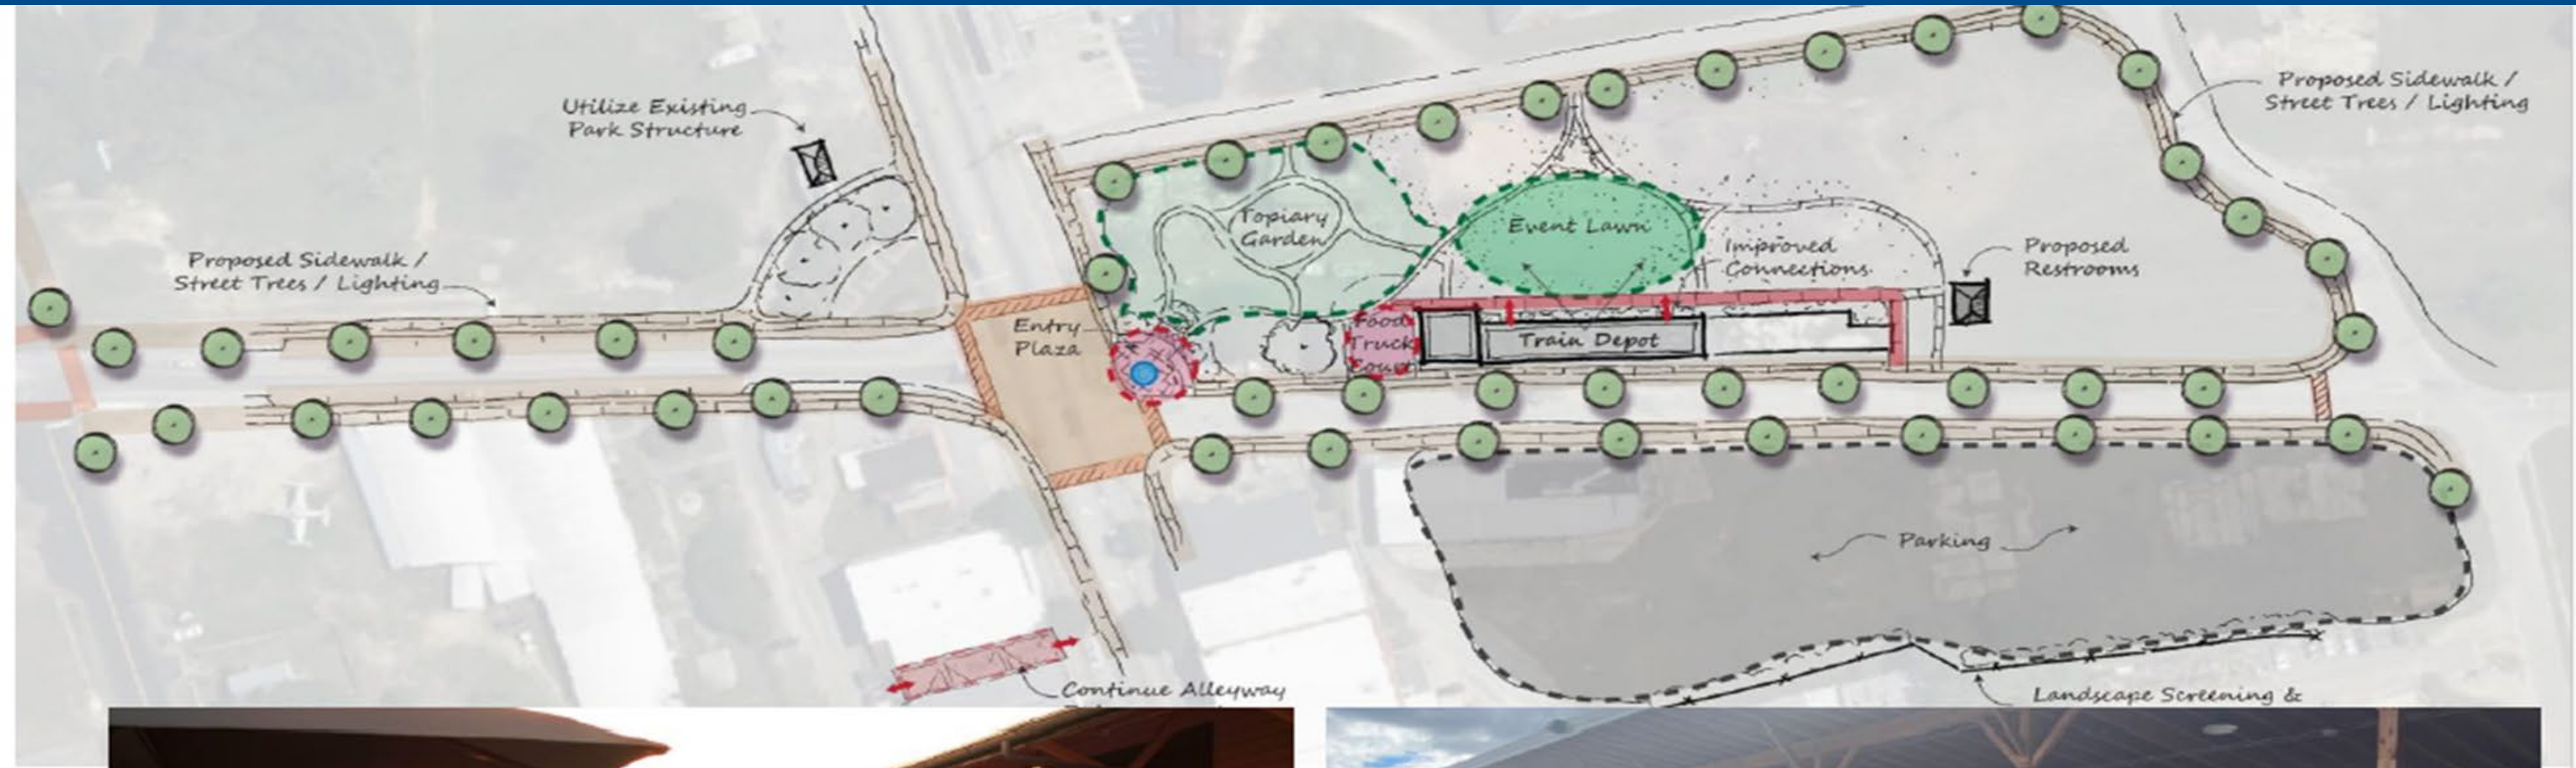 Utilize Existing
Park Structure
Proposed Sidewalk /
Street Trees / Lighting
Proposed Sidewalk /
Street Trees / Lighting
Topiary
Garden
Event Lawn
Improved
Connections
Proposed
Restrooms
Entry
Plaza
Food
Truck
Court
Train Depot
Parking
Continue Alleyway
Landscape Screening &